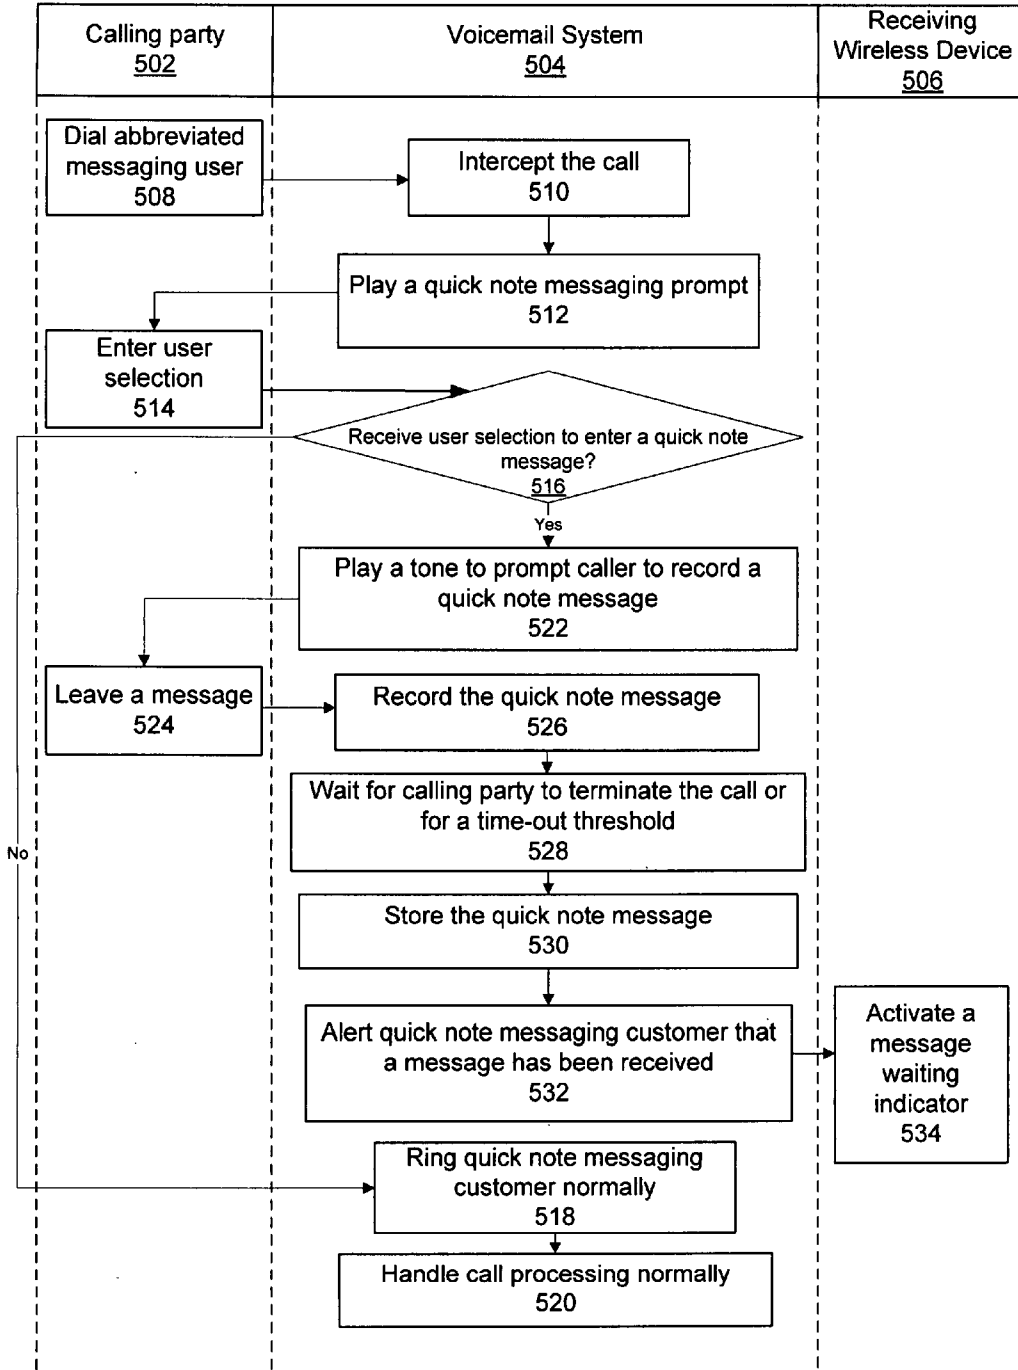 Calling party
502
Voicemail System
504
Receiving
Wireless Device
506
Dial abbreviated
messaging user
508
Intercept the call
510
Play a quick note messaging prompt
512
Enter user
selection
514
Receive user selection to enter a quick note
message?
516
Yes
Play a tone to prompt caller to record a
quick note message
522
Leave a message
524
Record the quick note message
526
Wait for calling party to terminate the call or
for a time-out threshold
528
No
Store the quick note message
530
Alert quick note messaging customer that
a message has been received
532
Activate a
message
waiting
indicator
534
Ring quick note messaging
customer normally
518
Handle call processing normally
520